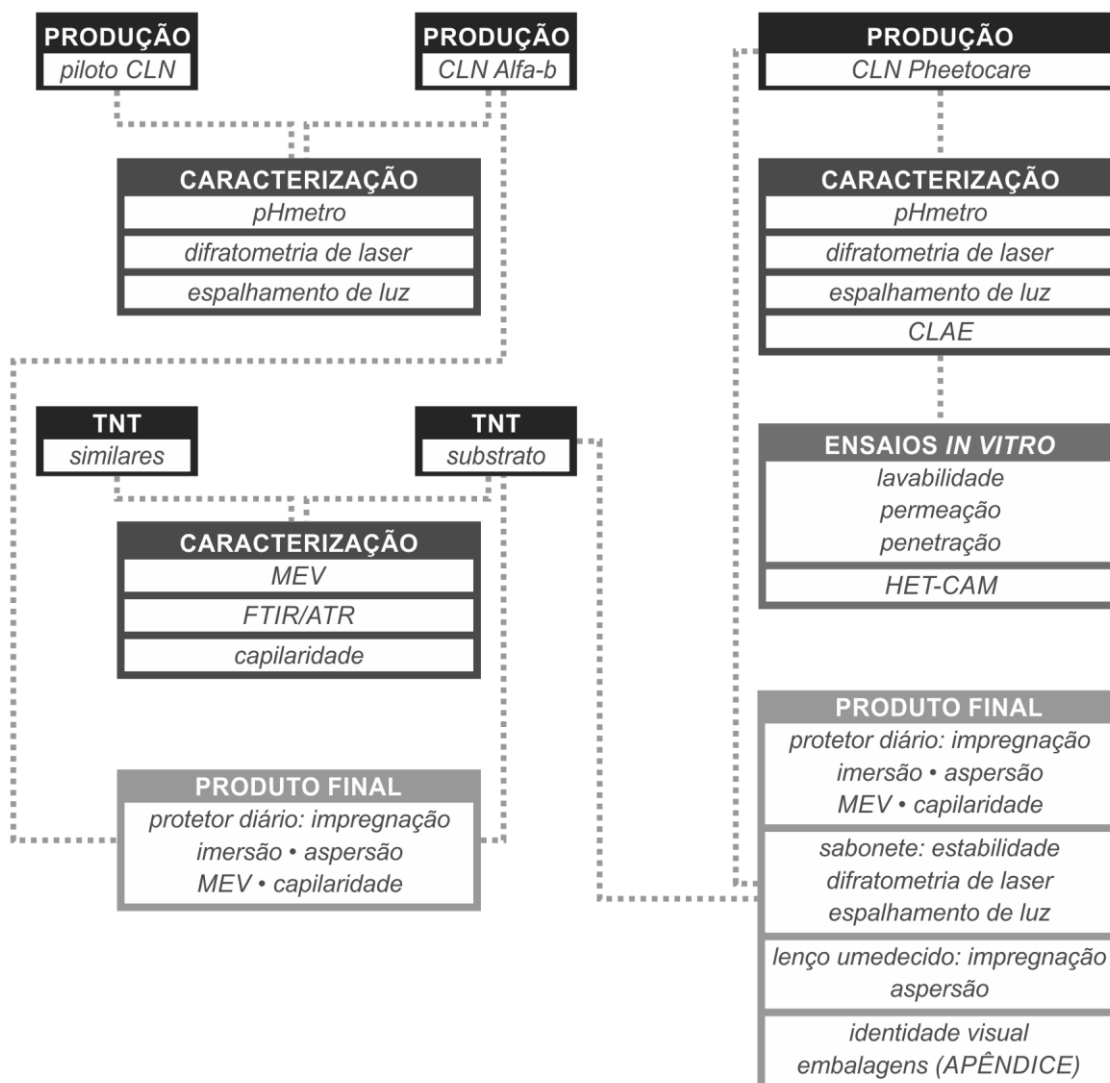 PRODUÇÃO
piloto CLN
PRODUÇÃO
CLN Alfa-b
CARACTERIZAÇÃO
pHmetro
difratometria de laser
espalhamento de luz
TNT
similares
TNT
substrato
CARACTERIZAÇÃO
MEV
FTIR/ATR
capilaridade
PRODUTO FINAL
protetor diário: impregnação
imersão • aspersão
MEV • capilaridade
PRODUÇÃO
CLN Pheetocare
CARACTERIZAÇÃO
pHmetro
difratometria de laser
espalhamento de luz
CLAE
ENSAIOS IN VITRO
lavabilidade
permeação
penetração
HET-CAM
PRODUTO FINAL
protetor diário: impregnação
imersão • aspersão
MEV • capilaridade
sabonete: estabilidade
difratometria de laser
espalhamento de luz
lenço umedecido: impregnação
aspersão
identidade visual
embalagens (APÊNDICE)